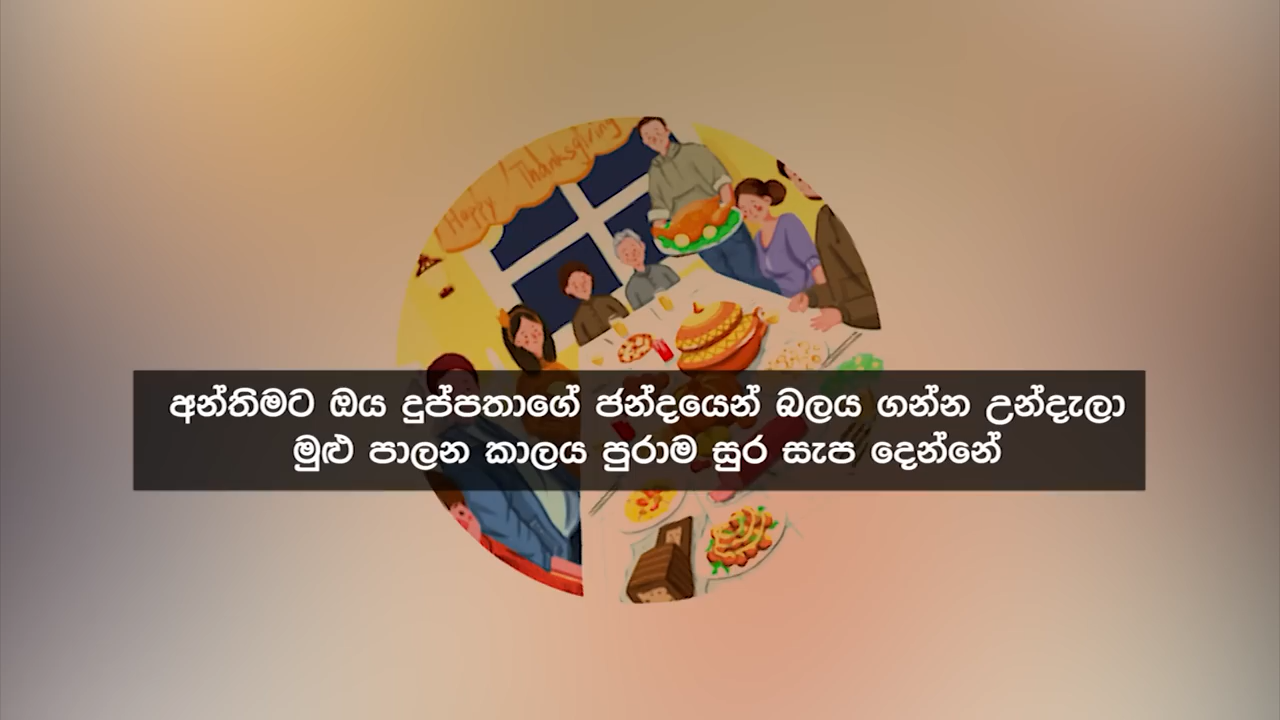 Happy Thanksgiving
අන්තිමට ඔය දුප්පතාගේ ඡන්දයෙන් බලය ගන්න උන්දැලා
මුළු පාලන කාලය පුරාම සුර සැප දෙන්නේ